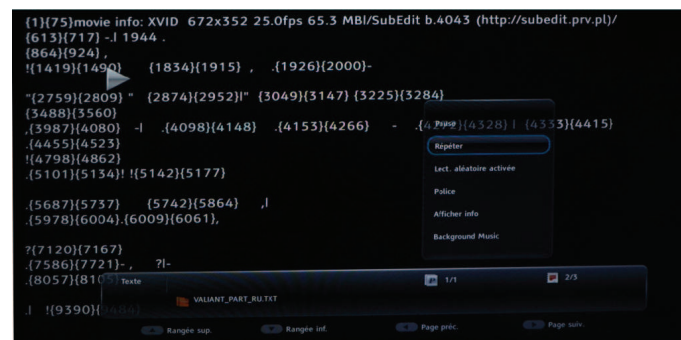 {1}{75}movie info: XVID 672x352 25.0fps 65.3 MBl/SubEdit b.4043 (http://subedit.prv.pl)/
{613}{717} -.l 1944 .
{864}{924} ,
!{1419}{1490} {1834}{1915} , .{1926}{2000}-
"{2759}{2809} " {2874}{2952}l" {3049}{3147} {3225}{3284}
{3488}{3560}
,{3987}{4080} -l .{4098}{4148} .{4153}{4266} - .{4272}{4328} l {4333}{4415}
.{4455}{4523}
!{4798}{4862}
.{5101}{5134}! !{5142}{5177}
.{5687}{5737} {5742}{5864} ,l
.{5978}{6004}.{6009}{6061},
?{7120}{7167}
.{7586}{7721}- , ?l-
.{8057}{8105}
.l !{9390}{9484}
Pause
Répéter
Lect. aléatoire activée
Police
Afficher info
Background Music
Texte
1/1
2/3
VALIANT_PART_RU.TXT
Rangée sup.
Rangée inf.
Page préc.
Page suiv.